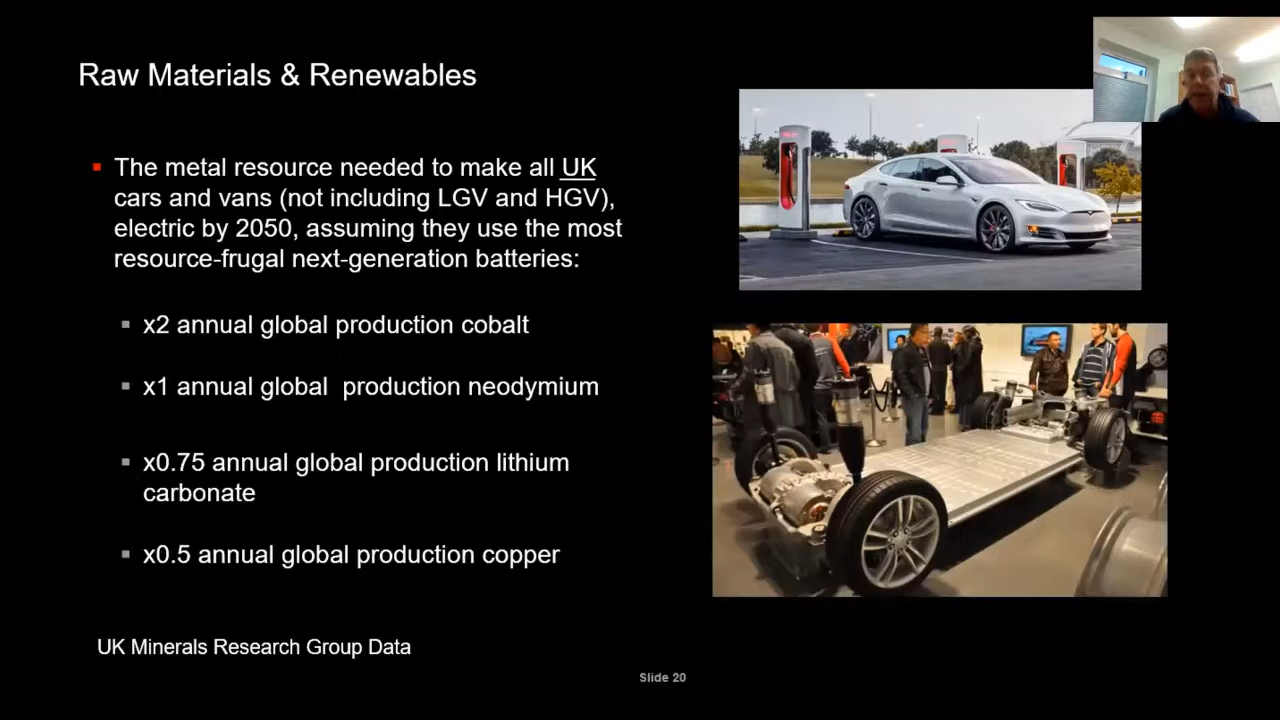 Raw Materials & Renewables
The metal resource needed to make all UK
cars and vans (not including LGV and HGV),
electric by 2050, assuming they use the most
resource-frugal next-generation batteries:
x2 annual global production cobalt
x1 annual global  production neodymium
x0.75 annual global production lithium
carbonate
x0.5 annual global production copper
UK Minerals Research Group Data
Slide 20